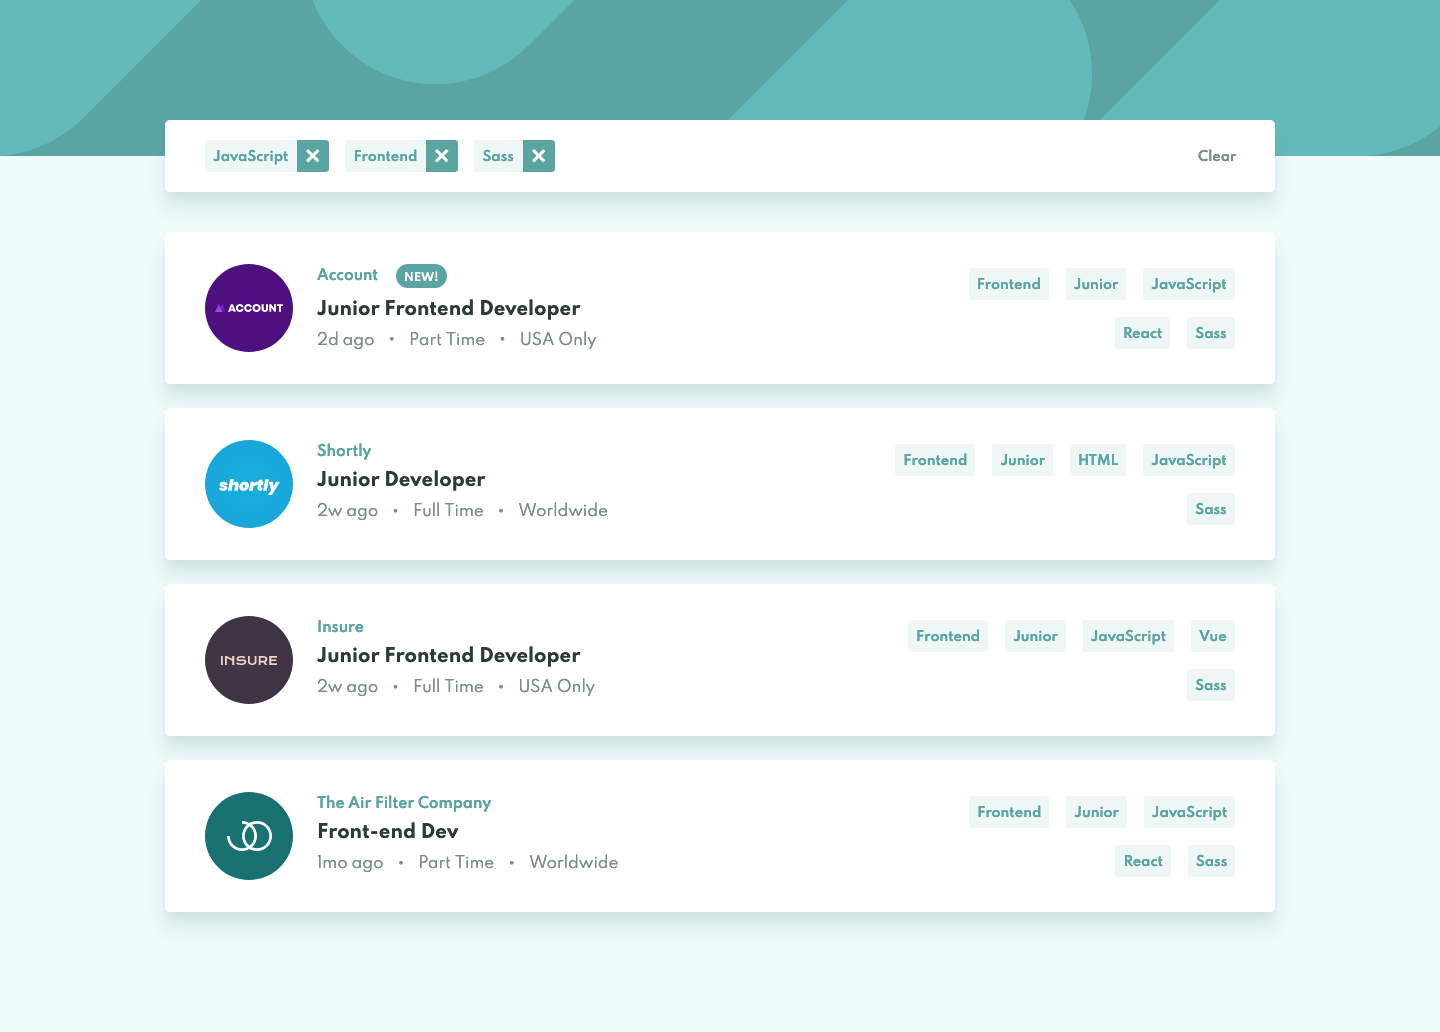 JavaScript Frontend Sass Clear
ACCOUNT
Account NEW!
Junior Frontend Developer
2d ago • Part Time • USA Only
Frontend Junior JavaScript
React Sass
shortly
Shortly
Junior Developer
2w ago • Full Time • Worldwide
Frontend Junior HTML JavaScript
Sass
INSURE
Insure
Junior Frontend Developer
2w ago • Full Time • USA Only
Frontend Junior JavaScript Vue
Sass
The Air Filter Company
Front-end Dev
1mo ago • Part Time • Worldwide
Frontend Junior JavaScript
React Sass